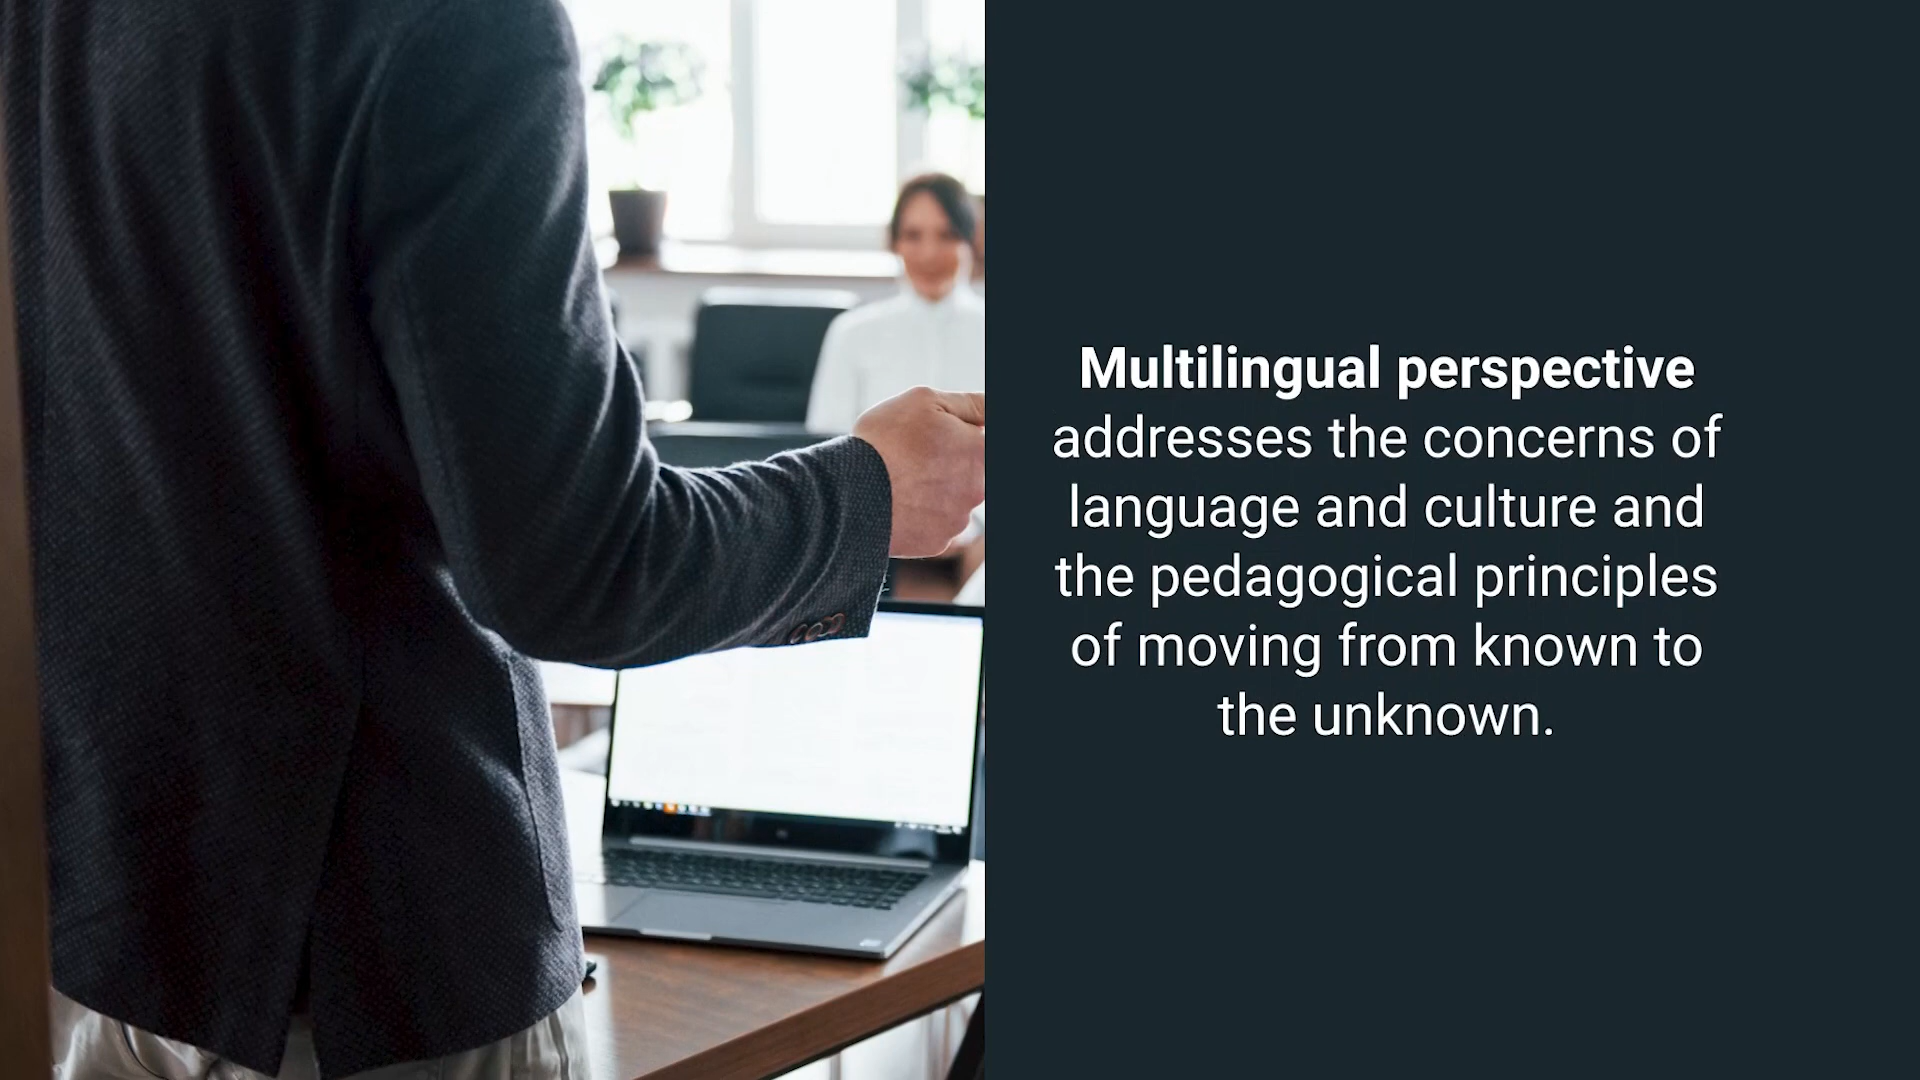 Multilingual perspective
addresses the concerns of
language and culture and
the pedagogical principles
of moving from known to
the unknown.